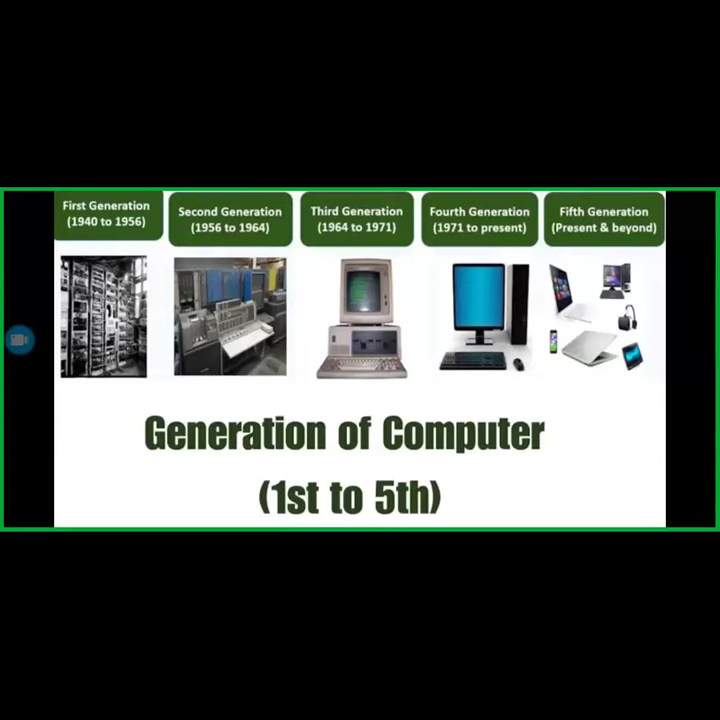 First Generation
(1940 to 1956)
Second Generation
(1956 to 1964)
Third Generation
(1964 to 1971)
Fourth Generation
(1971 to present)
Fifth Generation
(Present & beyond)
Generation of Computer
(1st to 5th)